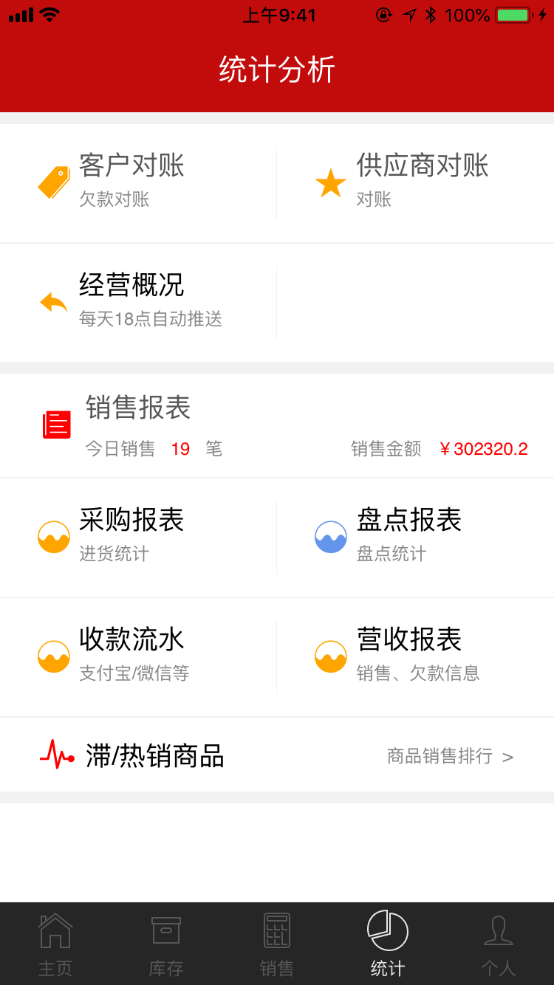 上午9:41 100%
统计分析
客户对账 供应商对账
欠款对账 对账
经营概况
每天18点自动推送
销售报表
今日销售 19 笔 销售金额 ￥302320.2
采购报表 盘点报表
进货统计 盘点统计
收款流水 营收报表
支付宝/微信等 销售、欠款信息
滞/热销商品 商品销售排行 >
主页 库存 销售 统计 个人